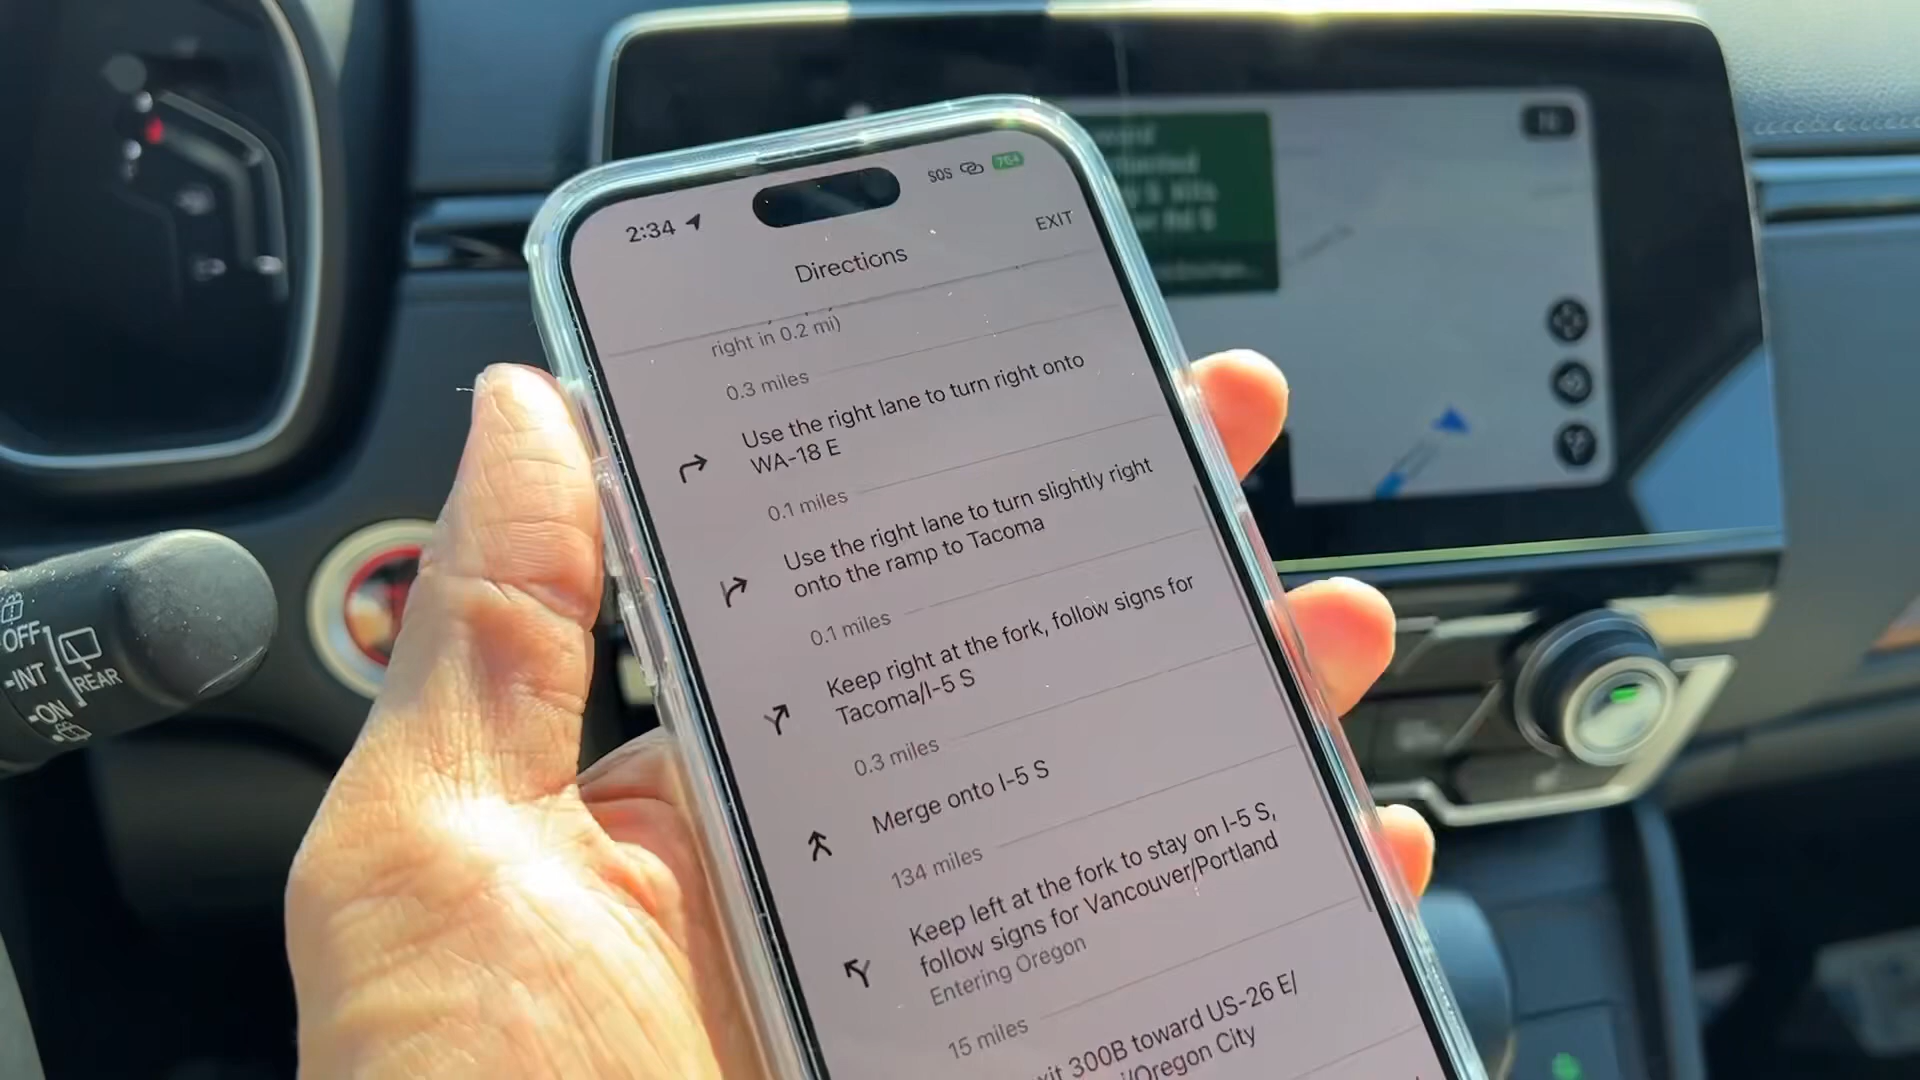 2:34
SOS
76+
EXIT
Directions
right in 0.2 mi)
0.3 miles
Use the right lane to turn right onto
WA-18 E
0.1 miles
Use the right lane to turn slightly right
onto the ramp to Tacoma
0.1 miles
Keep right at the fork, follow signs for
Tacoma/I-5 S
0.3 miles
Merge onto I-5 S
134 miles
Keep left at the fork to stay on I-5 S,
follow signs for Vancouver/Portland
Entering Oregon
15 miles
300B toward US-26 E/
/Oregon City
OFF
INT
ON
REAR